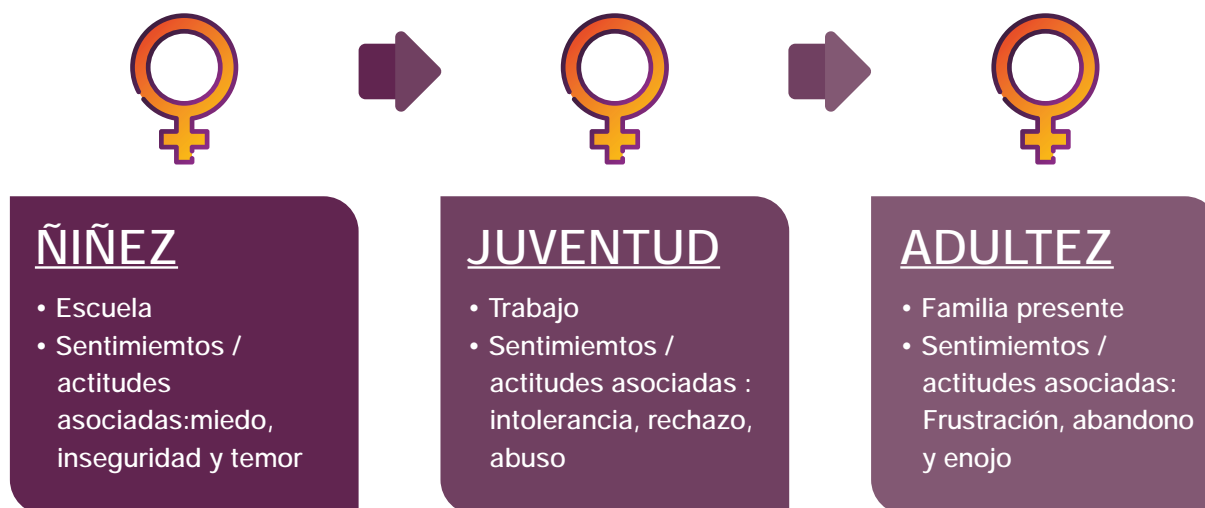 ÑIÑEZ
• Escuela
• Sentimiemtos /
actitudes
asociadas:miedo,
inseguridad y temor
JUVENTUD
• Trabajo
• Sentimiemtos /
actitudes asociadas :
intolerancia, rechazo,
abuso
ADULTEZ
• Familia presente
• Sentimiemtos /
actitudes asociadas:
Frustración, abandono
y enojo